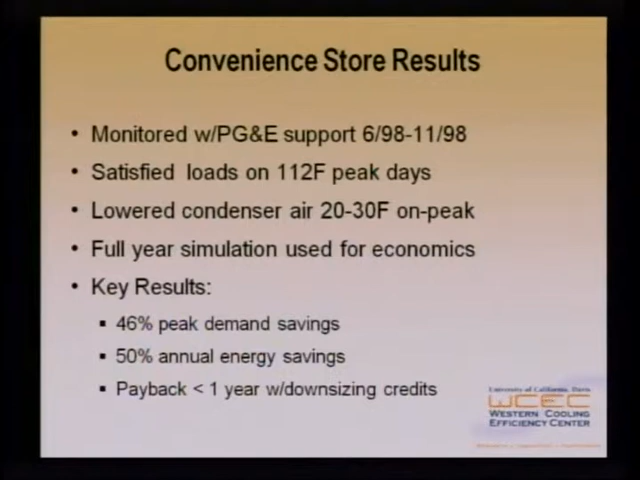 Convenience Store Results
• Monitored w/PG&E support 6/98-11/98
• Satisfied loads on 112F peak days
• Lowered condenser air 20-30F on-peak
• Full year simulation used for economics
• Key Results:
▪ 46% peak demand savings
▪ 50% annual energy savings
▪ Payback < 1 year w/downsizing credits
University of California, Davis
WCEC
WESTERN COOLING
EFFICIENCY CENTER